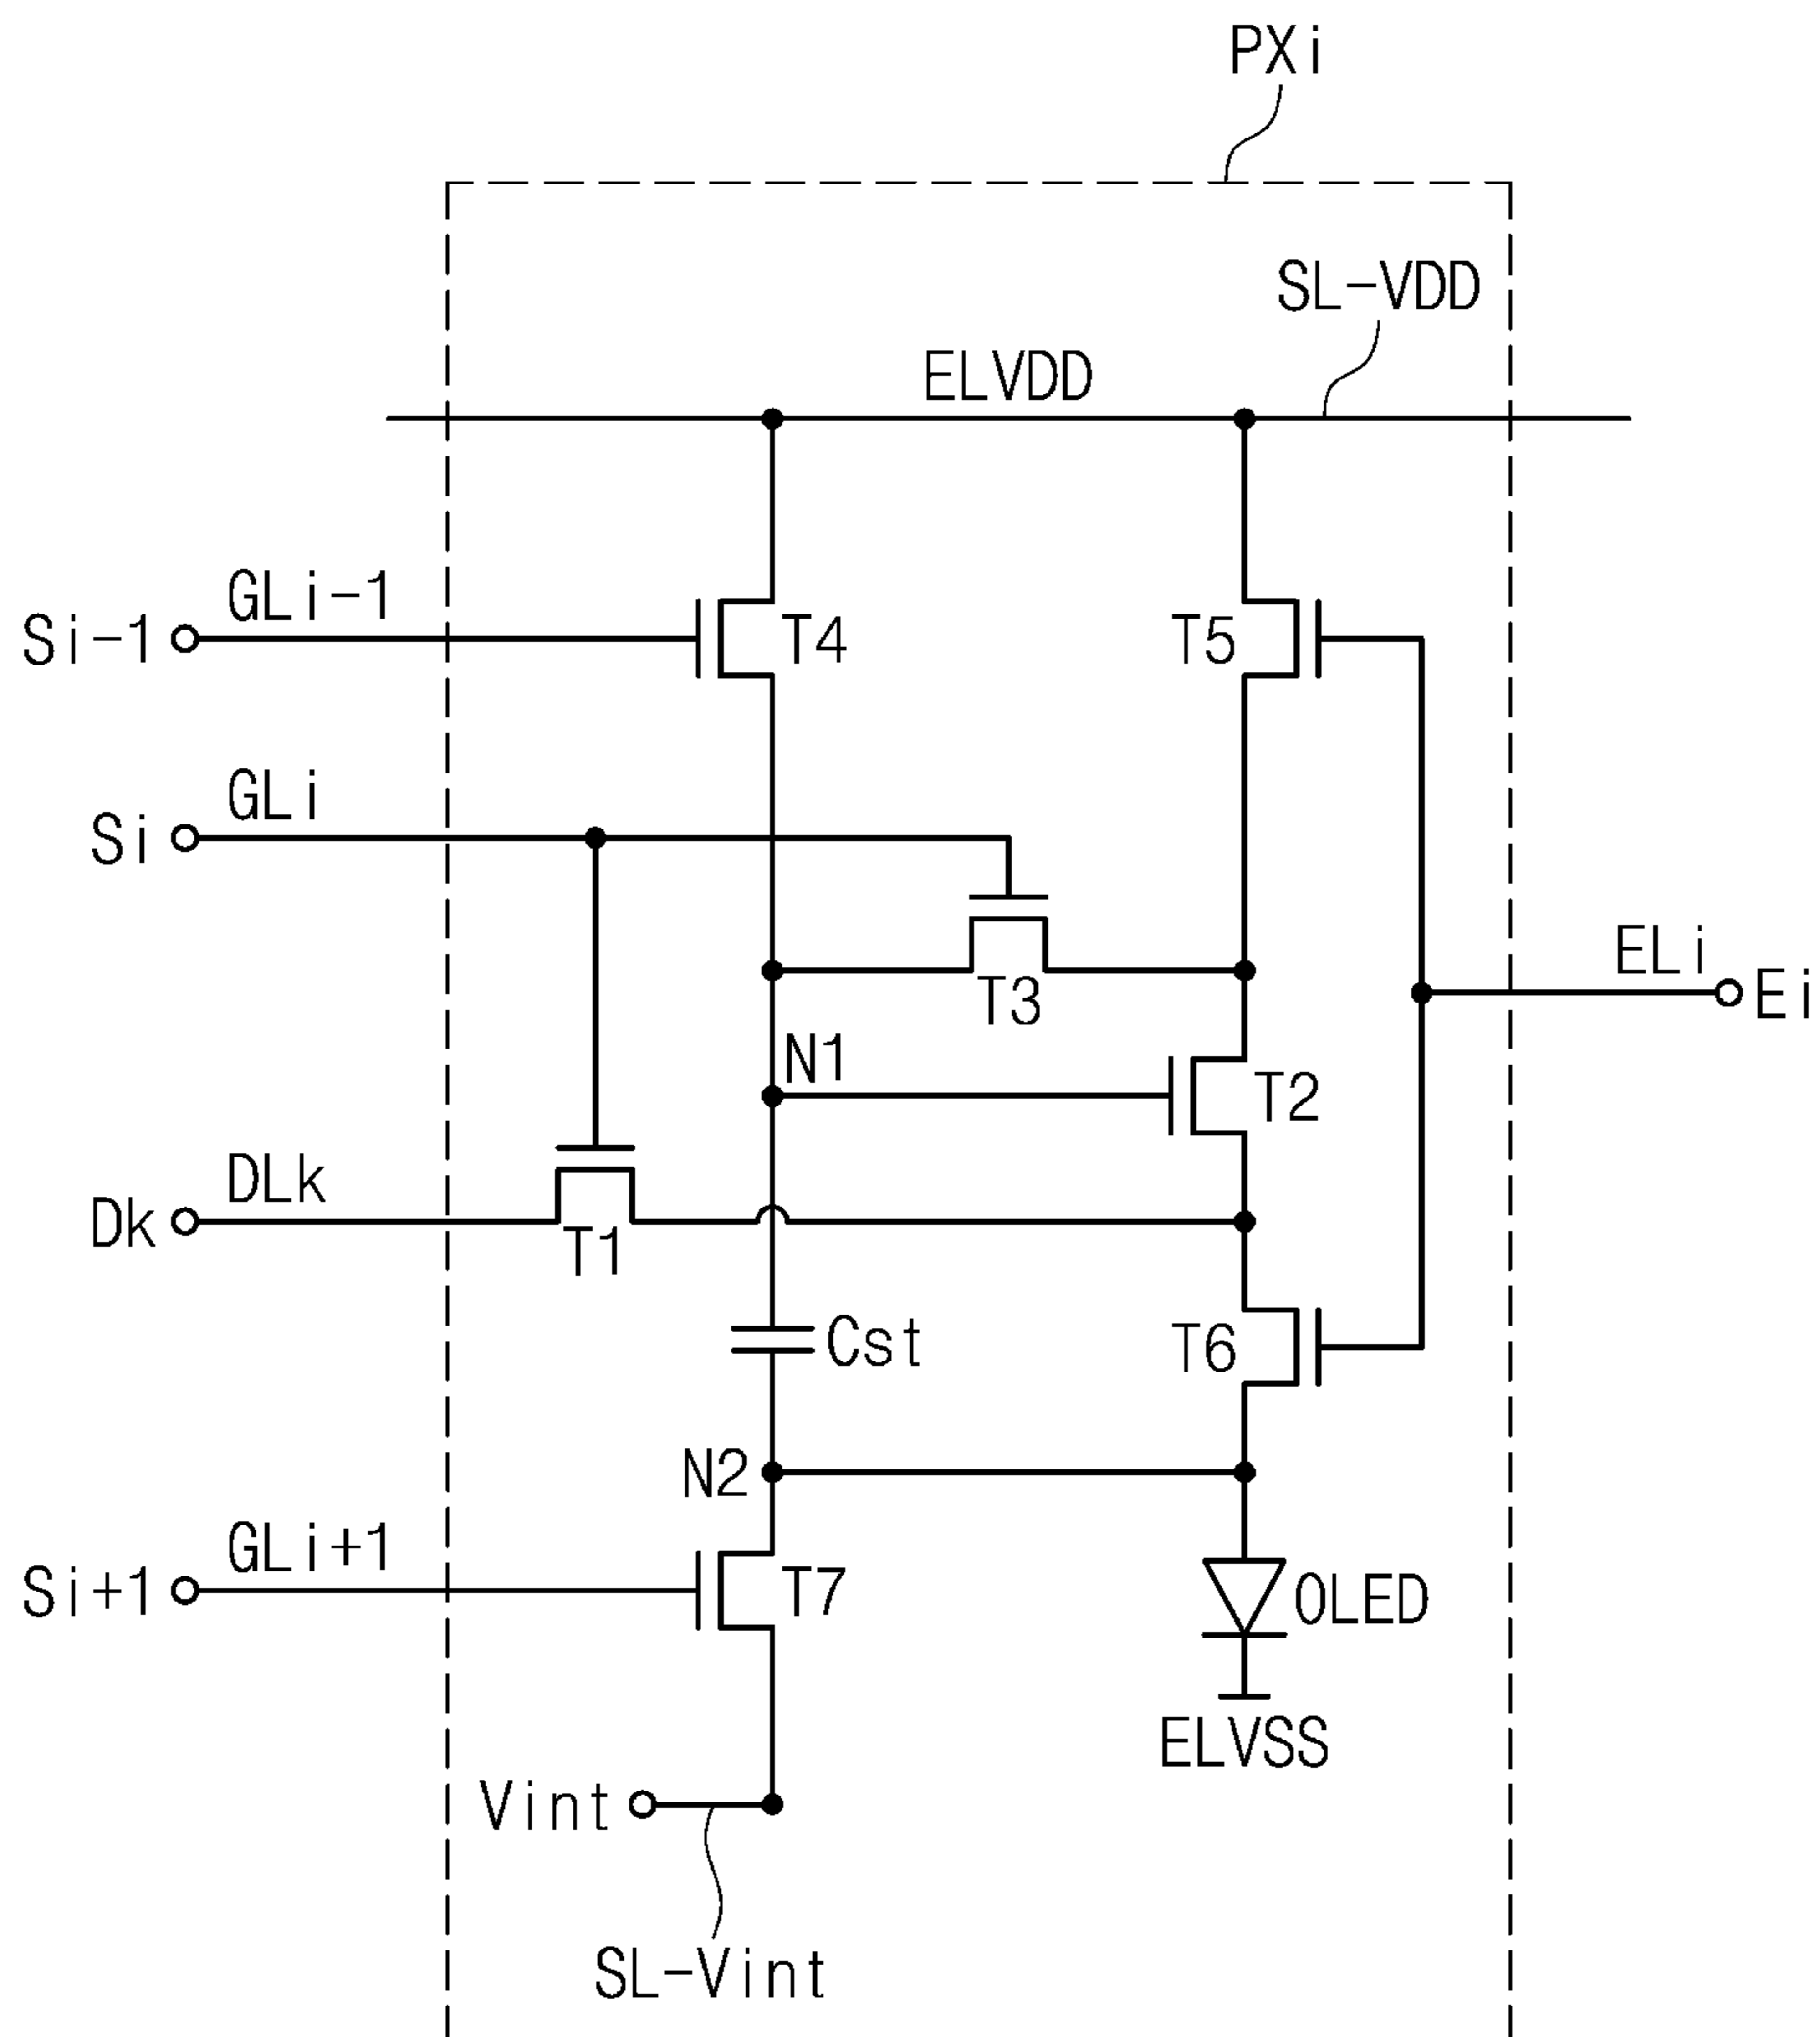 PXi
SL-VDD
ELVDD
GLi-1
Si-1
T4
T5
GLi
Si
T3
ELi
Ei
N1
T2
DLk
Dk
T1
Cst
T6
N2
GLi+1
Si+1
T7
OLED
ELVSS
Vint
SL-Vint